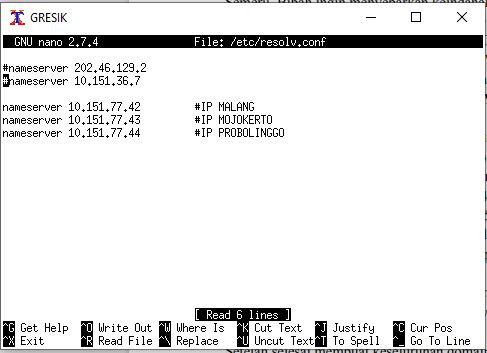 GRESIK
GNU nano 2.7.4 File: /etc/resolv.conf
#nameserver 202.46.129.2
#nameserver 10.151.36.7
nameserver 10.151.77.42 #IP MALANG
nameserver 10.151.77.43 #IP MOJOKERTO
nameserver 10.151.77.44 #IP PROBOLINGGO
[ Read 6 lines ]
^G Get Help ^O Write Out ^W Where Is ^K Cut Text ^J Justify ^C Cur Pos
^X Exit ^R Read File ^\ Replace ^U Uncut Text ^T To Spell ^_ Go To Line